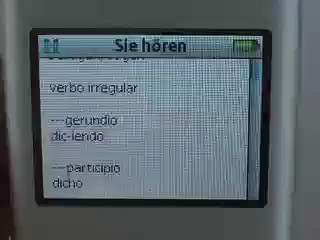 Sie hören
verbo irregular
---gerundio
dic-iendo
---participio
dicho